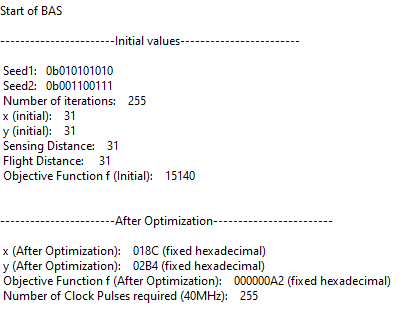 Start of BAS
-----------------------Initial values------------------------
Seed1: 0b010101010
Seed2: 0b001100111
Number of iterations: 255
x (initial): 31
y (initial): 31
Sensing Distance: 31
Flight Distance: 31
Objective Function f (Initial): 15140
-----------------------After Optimization------------------------
x (After Optimization): 018C (fixed hexadecimal)
y (After Optimization): 02B4 (fixed hexadecimal)
Objective Function f (After Optimization): 000000A2 (fixed hexadecimal)
Number of Clock Pulses required (40MHz): 255